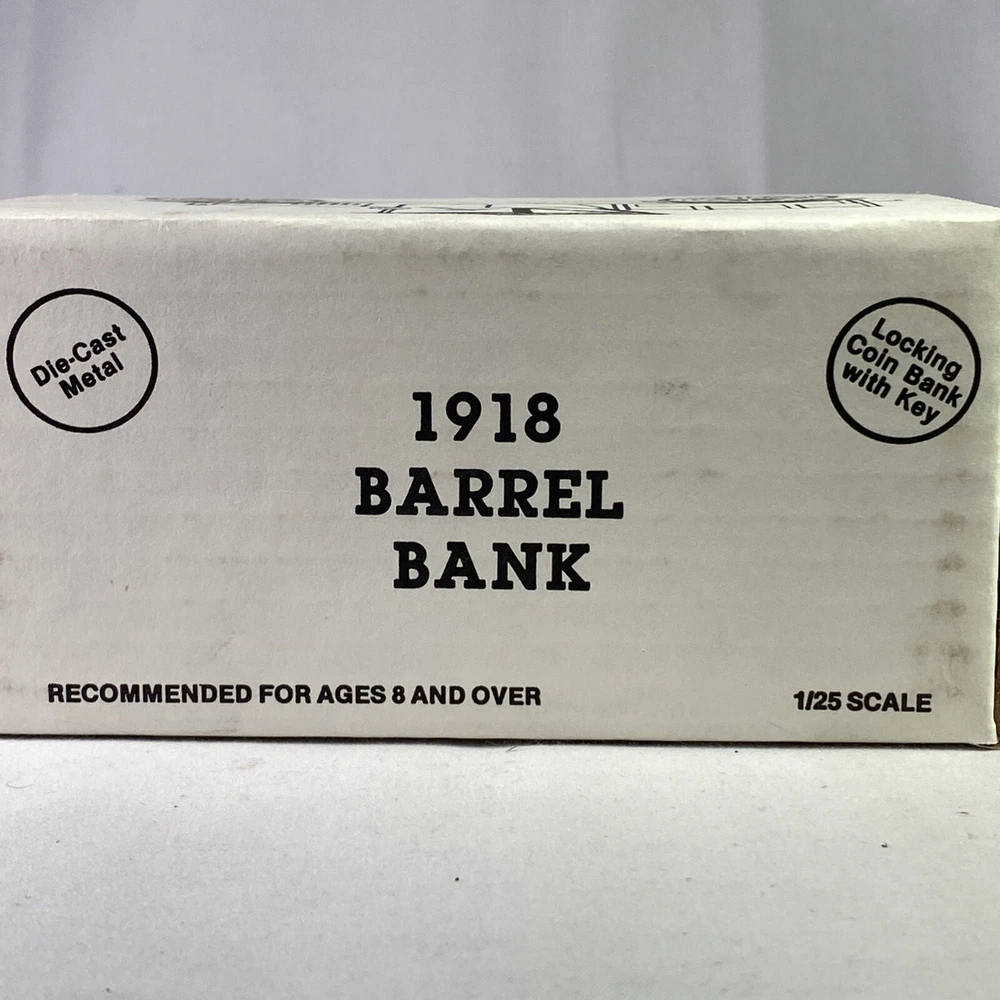 Die-Cast
Metal
Locking
Coin Bank
with Key
1918
BARREL
BANK
RECOMMENDED FOR AGES 8 AND OVER
1/25 SCALE